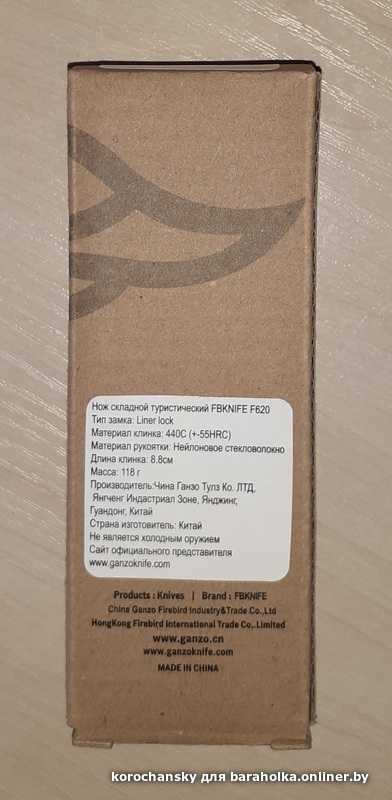 Нож складной туристический FBKNIFE F620
Тип замка: Liner lock
Материал клинка: 440C (+-55HRC)
Материал рукоятки: Нейлоновое стекловолокно
Длина клинка: 8.8см
Масса: 118 г
Производитель:Чина Ганзо Тулз Ко. ЛТД,
Янгченг Индастриал Зоне, Янджинг,
Гуандонг, Китай
Страна изготовитель: Китай
Не является холодным оружием
Сайт официального представителя
www.ganzoknife.com
Products : Knives | Brand : FBKNIFE
China Ganzo Firebird Industry&Trade Co.,Ltd
HongKong Firebird International Trade Co,.Limited
www.ganzo.cn
www.ganzoknife.com
MADE IN CHINA
korochansky для baraholka.onliner.by